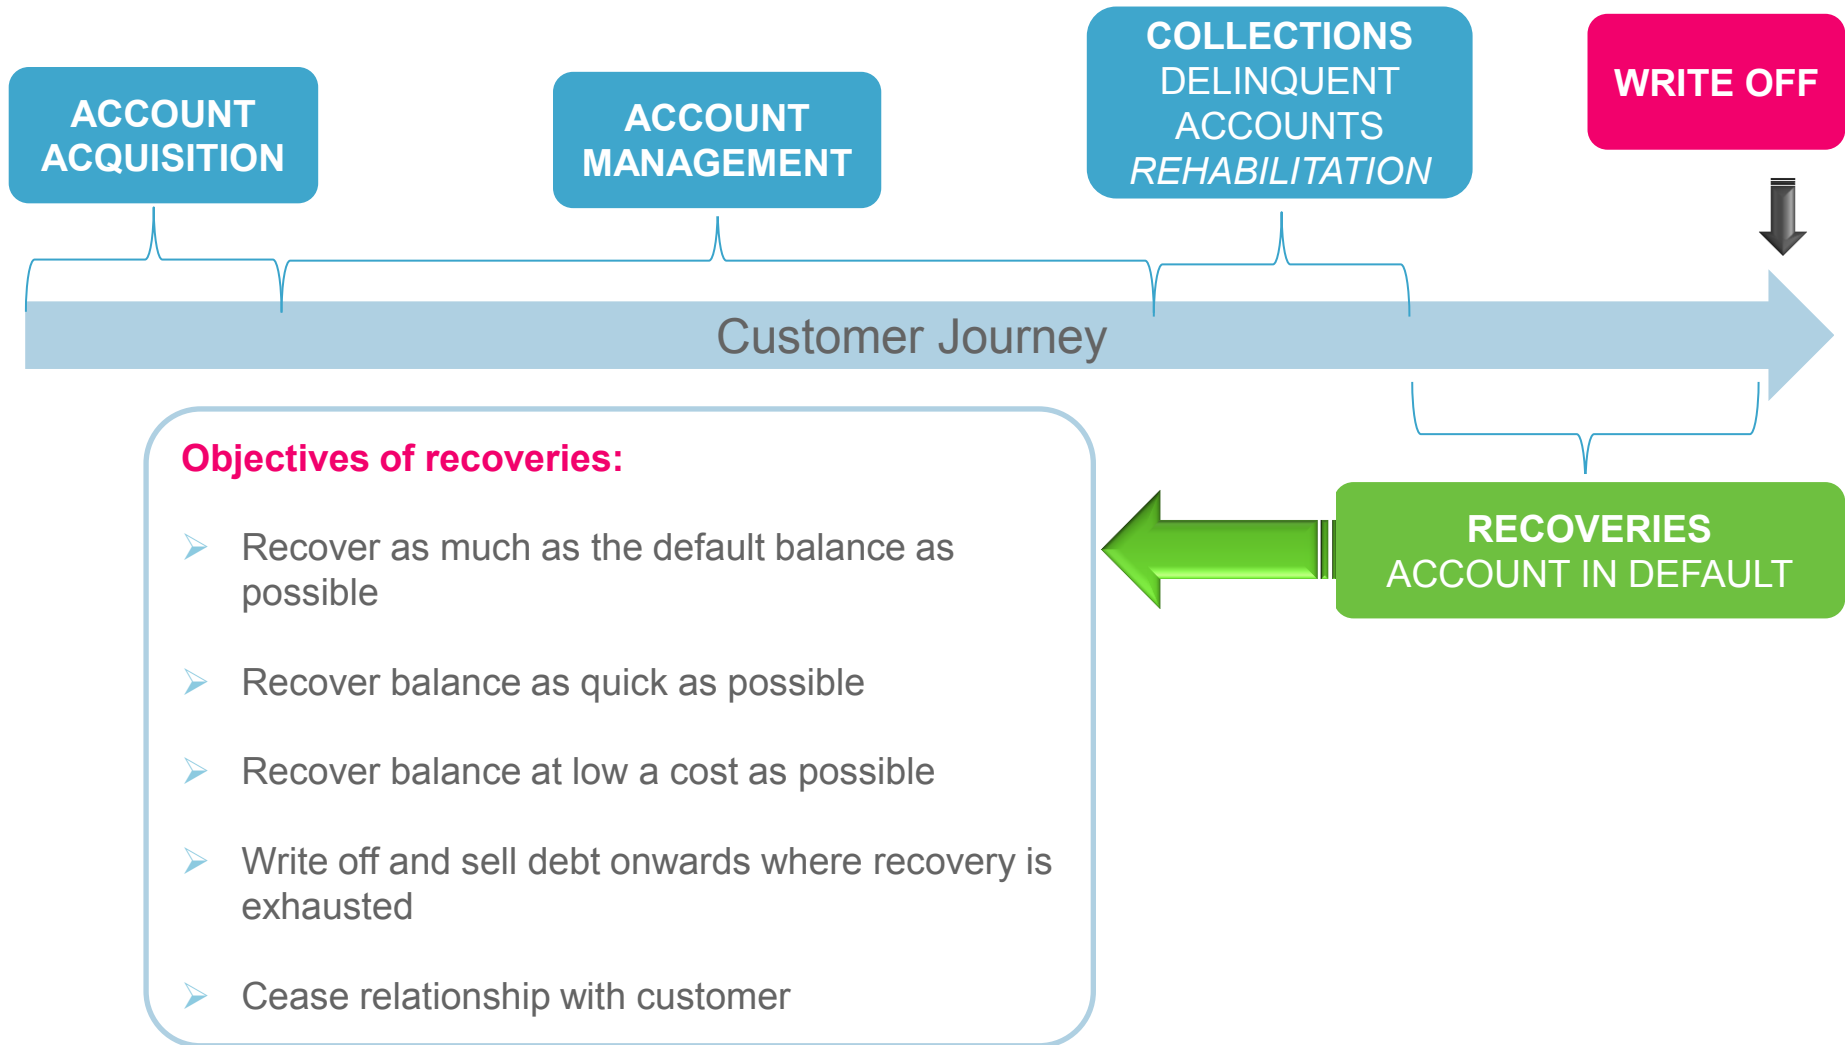 ACCOUNT
ACQUISITION
ACCOUNT
MANAGEMENT
COLLECTIONS
DELINQUENT
ACCOUNTS
REHABILITATION
WRITE OFF
Customer Journey
Objectives of recoveries:
Recover as much as the default balance as
possible
Recover balance as quick as possible
Recover balance at low a cost as possible
Write off and sell debt onwards where recovery is
exhausted
Cease relationship with customer
RECOVERIES
ACCOUNT IN DEFAULT